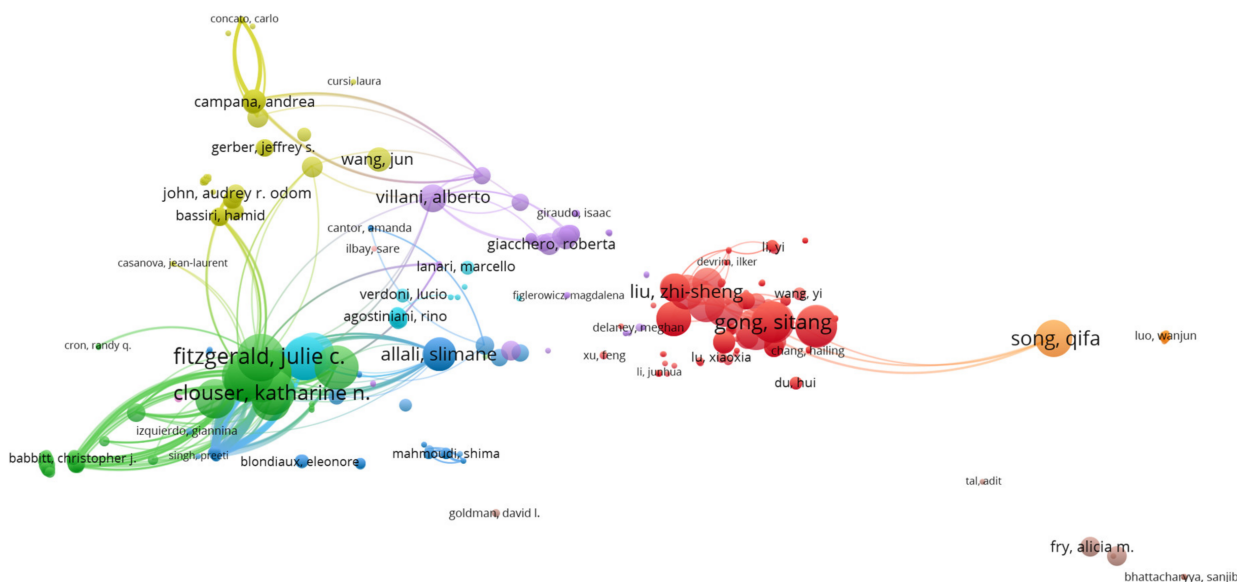 concato, carlo
cursi, laura
campana, andrea
gerber, jeffrey s.
wang, jun
john, audrey r. odom
villani, alberto
bassiri, hamid
giraudo, isaac
cantor, amanda
giacchero, roberta
li, yi
ilbay, sare
casanova, jean-laurent
lanari, marcello
devrim, ilker
verdoni, lucio
figlerowicz, magdalena
liu, zhi-sheng
wang, yi
agostiniani, rino
delaney, meghan
gong, sitang
song, qifa
luo, wanjun
cron, randy q.
fitzgerald, julie c.
allali, slimane
xu, feng
lu, xiaoxia
chang, hailing
li, junhua
du, hui
clouser, katharine n.
izquierdo, giannina
babbitt, christopher j.
singh, preeti
blondiaux, eleonore
mahmoudi, shima
tal, adit
goldman, david l.
fry, alicia m.
bhattacharyya, sanjib